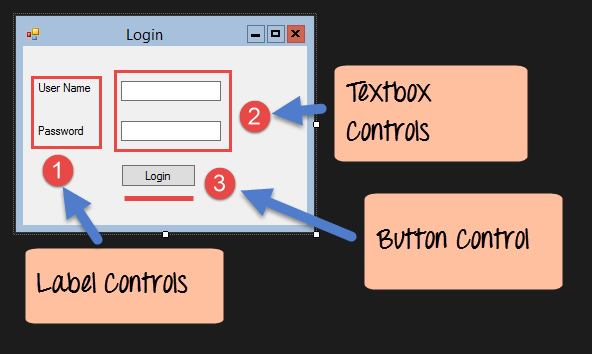 Login
User Name
Password
Login
1
2
3
Textbox
Controls
Button Control
Label Controls